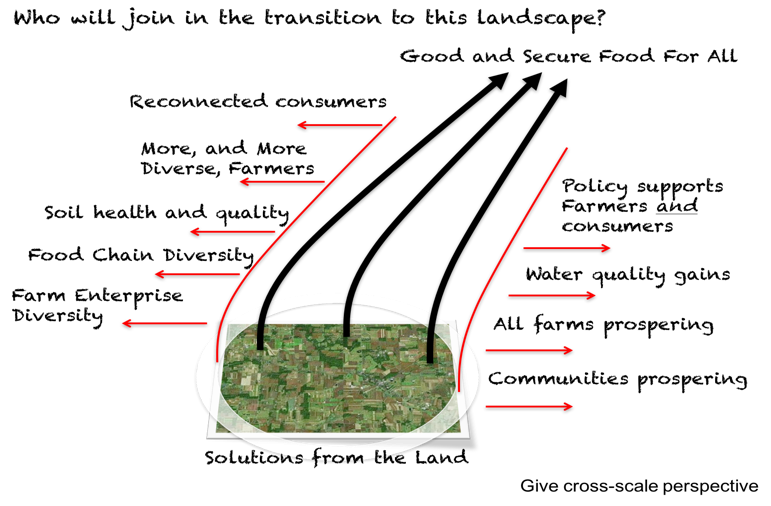 Who will join in the transition to this landscape?
Good and Secure Food For All
Reconnected consumers
More, and More
Diverse, Farmers
Soil health and quality
Food Chain Diversity
Farm Enterprise
Diversity
Policy supports
Farmers and
consumers
Water quality gains
All farms prospering
Communities prospering
Solutions from the Land
Give cross-scale perspective